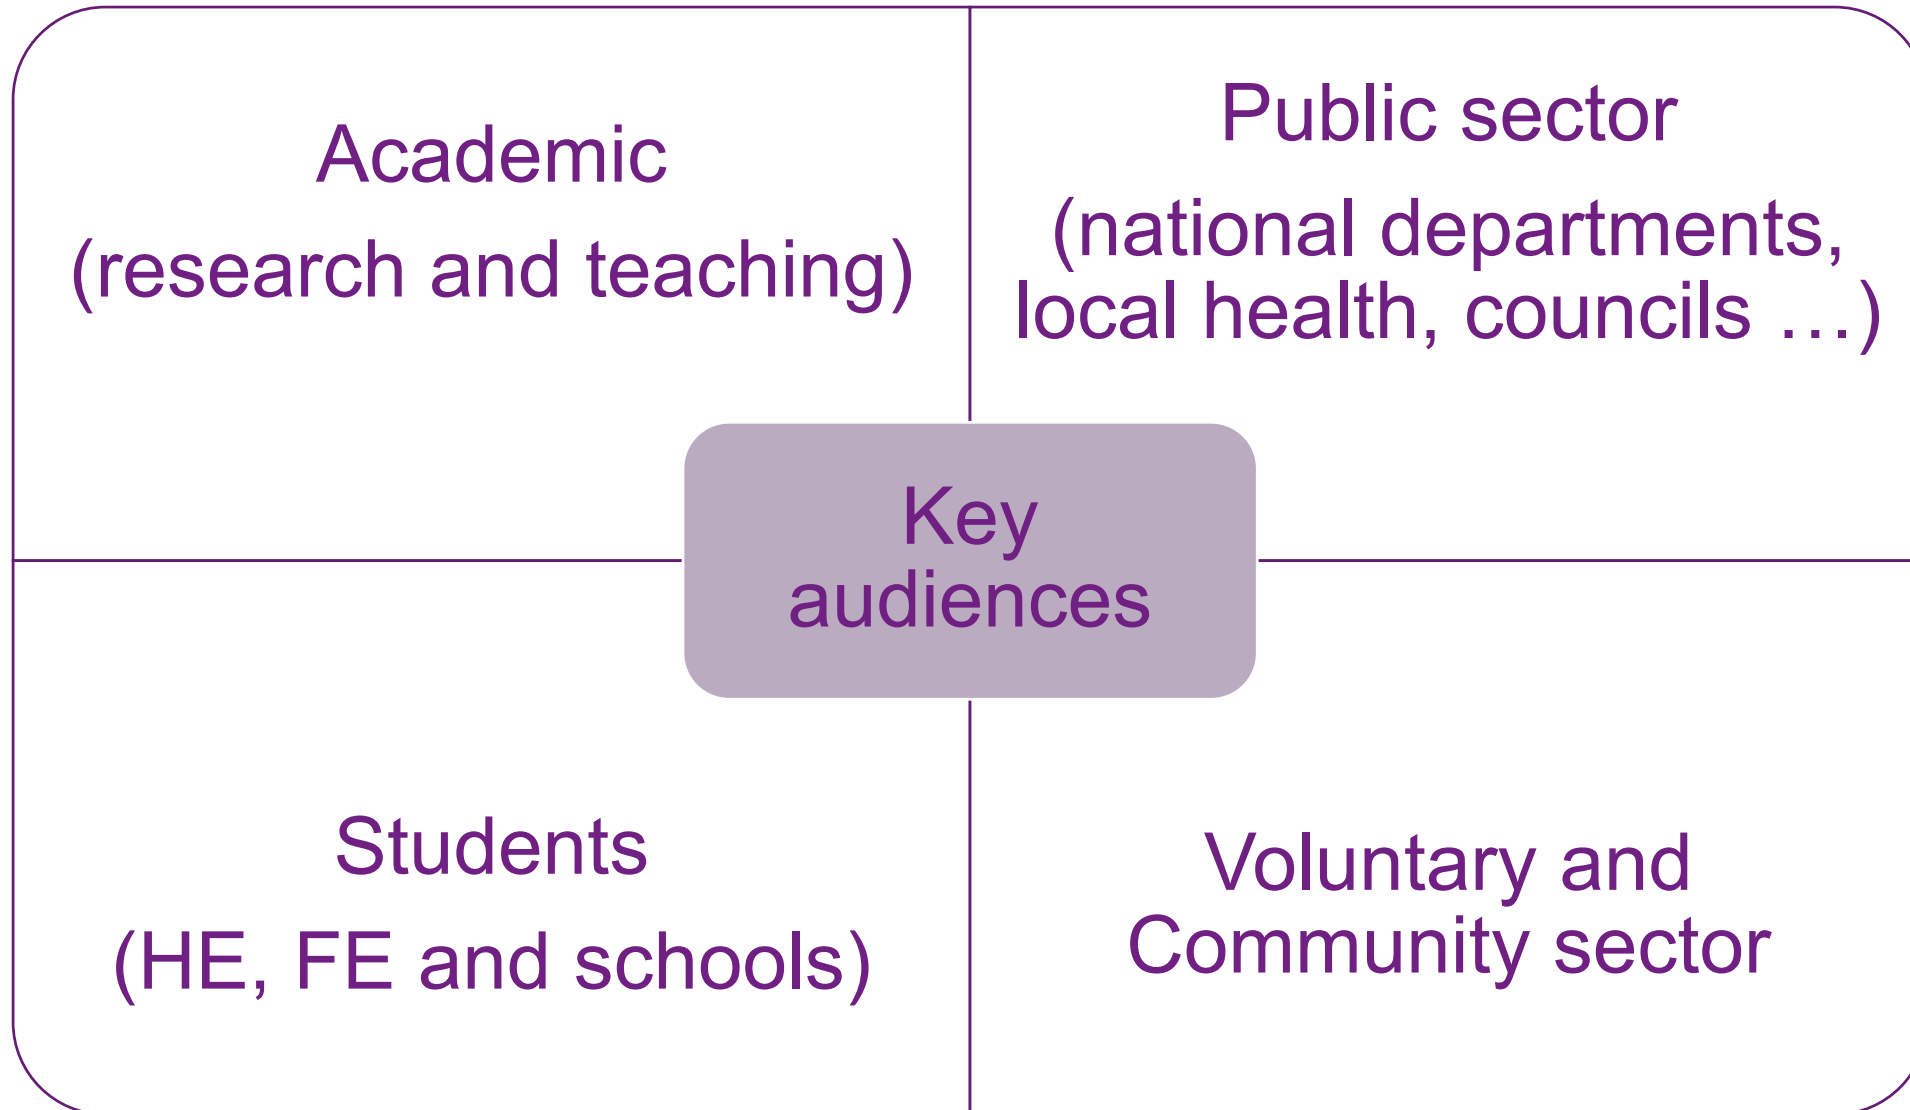 Academic
(research and teaching)
Public sector
(national departments,
local health, councils …)
Key
audiences
Students
(HE, FE and schools)
Voluntary and
Community sector